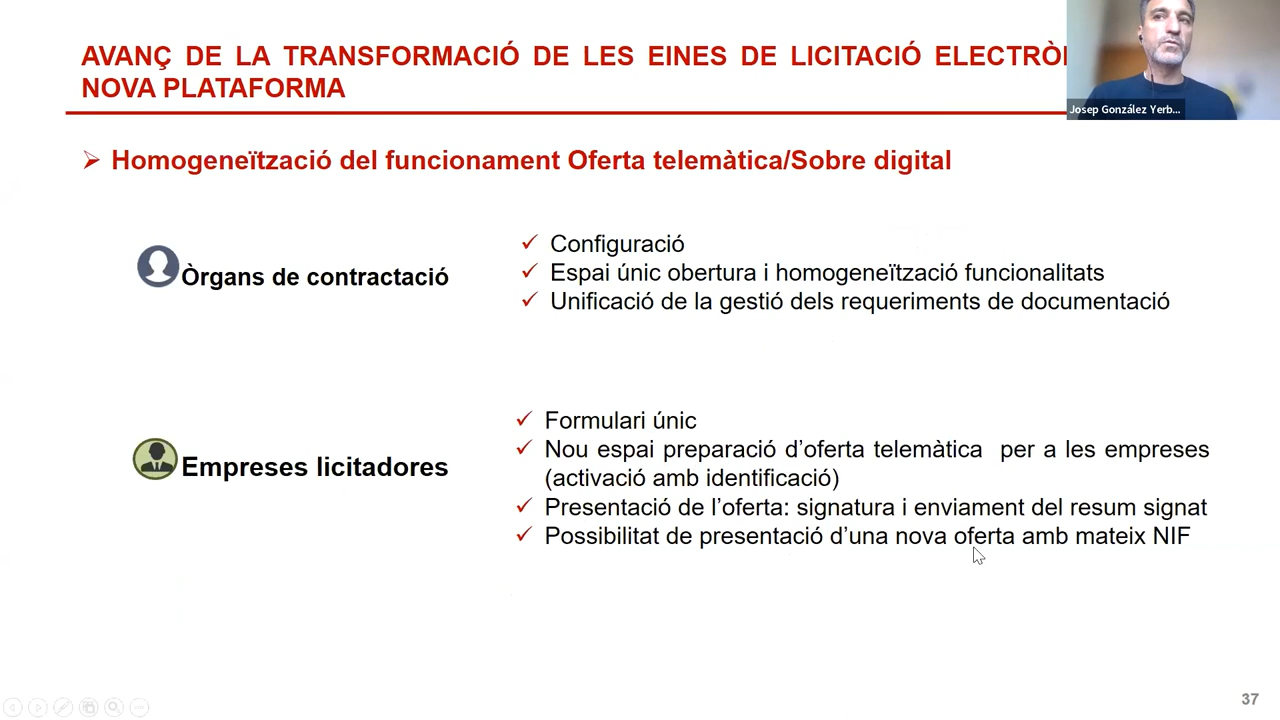 AVANÇ DE LA TRANSFORMACIÓ DE LES EINES DE LICITACIÓ
NOVA PLATAFORMA
Josep González Yerb...
Homogeneïtzació del funcionament Oferta telemàtica/Sobre digital
Òrgans de contractació
Configuració
Espai únic obertura i homogeneïtzació funcionalitats
Unificació de la gestió dels requeriments de documentació
Empreses licitadores
Formulari únic
Nou espai preparació d’oferta telemàtica per a les empreses
(activació amb identificació)
Presentació de l’oferta: signatura i enviament del resum signat
Possibilitat de presentació d’una nova oferta amb mateix NIF
37